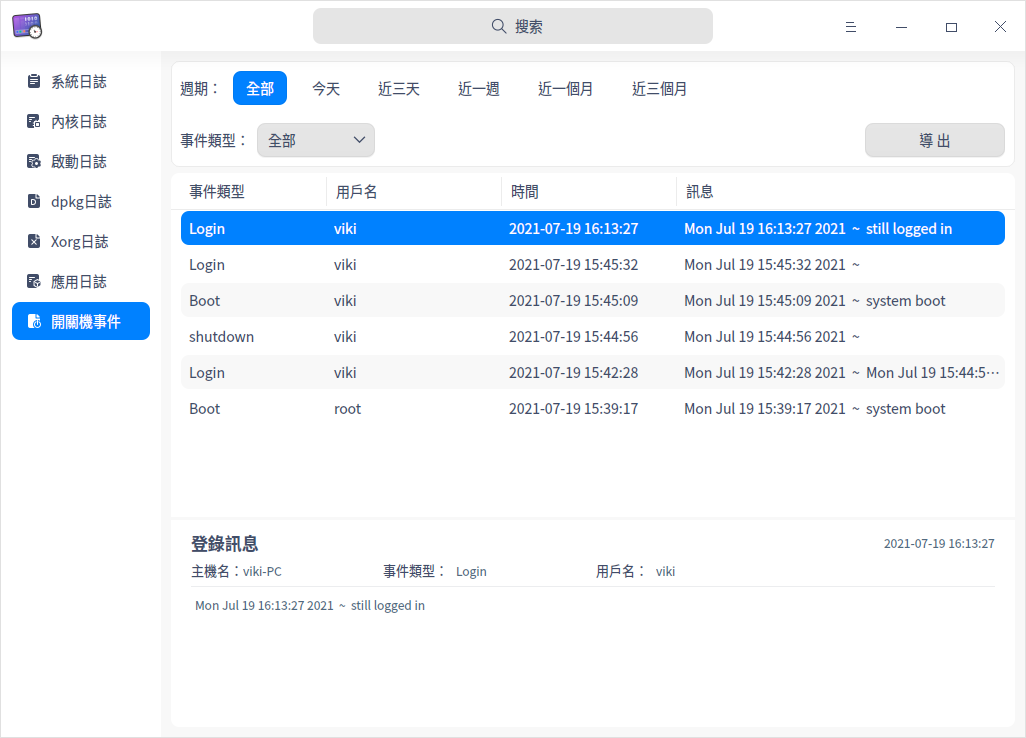 搜索
系統日誌
內核日誌
啟動日誌
dpkg日誌
Xorg日誌
應用日誌
開關機事件
週期： 全部 今天 近三天 近一週 近一個月 近三個月
事件類型： 全部 導 出
事件類型 用戶名 時間 訊息
Login viki 2021-07-19 16:13:27 Mon Jul 19 16:13:27 2021 ~ still logged in
Login viki 2021-07-19 15:45:32 Mon Jul 19 15:45:32 2021 ~
Boot viki 2021-07-19 15:45:09 Mon Jul 19 15:45:09 2021 ~ system boot
shutdown viki 2021-07-19 15:44:56 Mon Jul 19 15:44:56 2021 ~
Login viki 2021-07-19 15:42:28 Mon Jul 19 15:42:28 2021 ~ Mon Jul 19 15:44:5…
Boot root 2021-07-19 15:39:17 Mon Jul 19 15:39:17 2021 ~ system boot
登錄訊息 2021-07-19 16:13:27
主機名：viki-PC 事件類型： Login 用戶名： viki
Mon Jul 19 16:13:27 2021 ~ still logged in